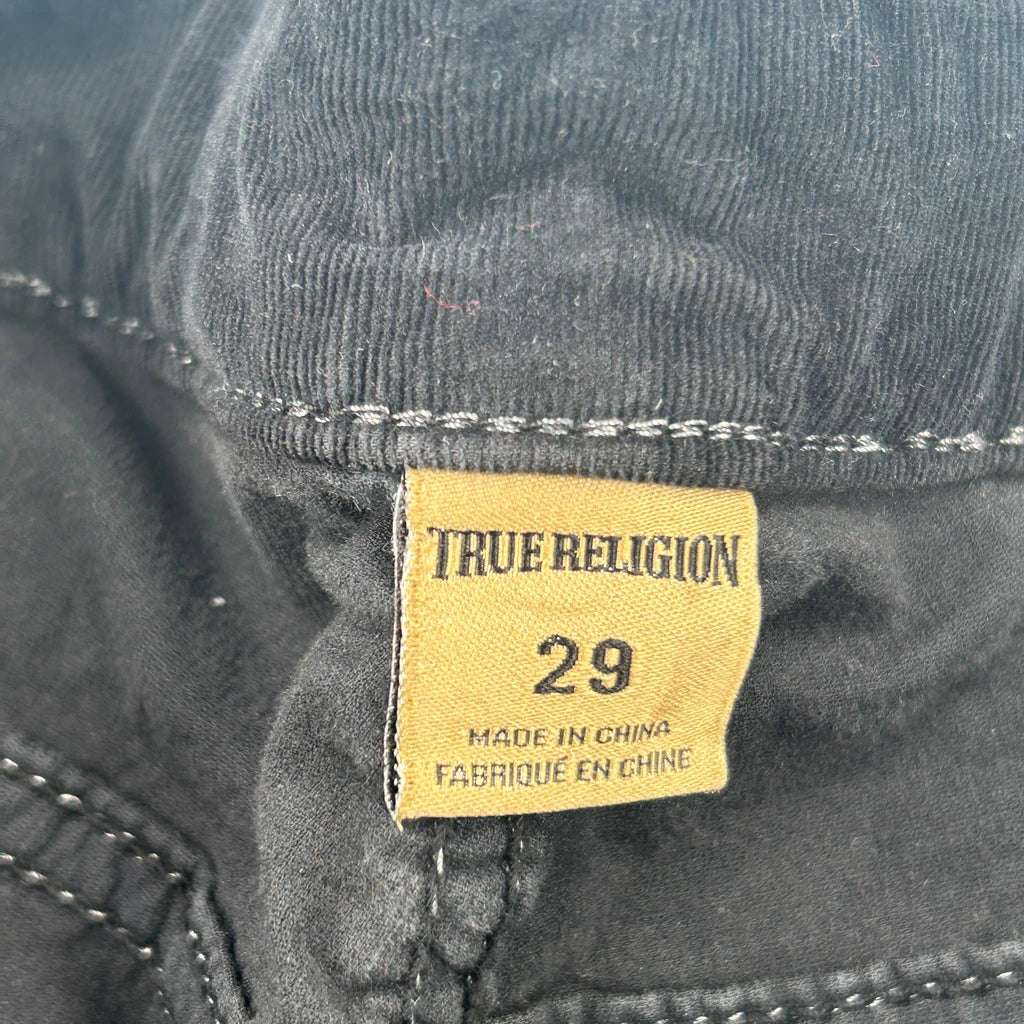 TRUE RELIGION
29
MADE IN CHINA
FABRIQUÉ EN CHINE